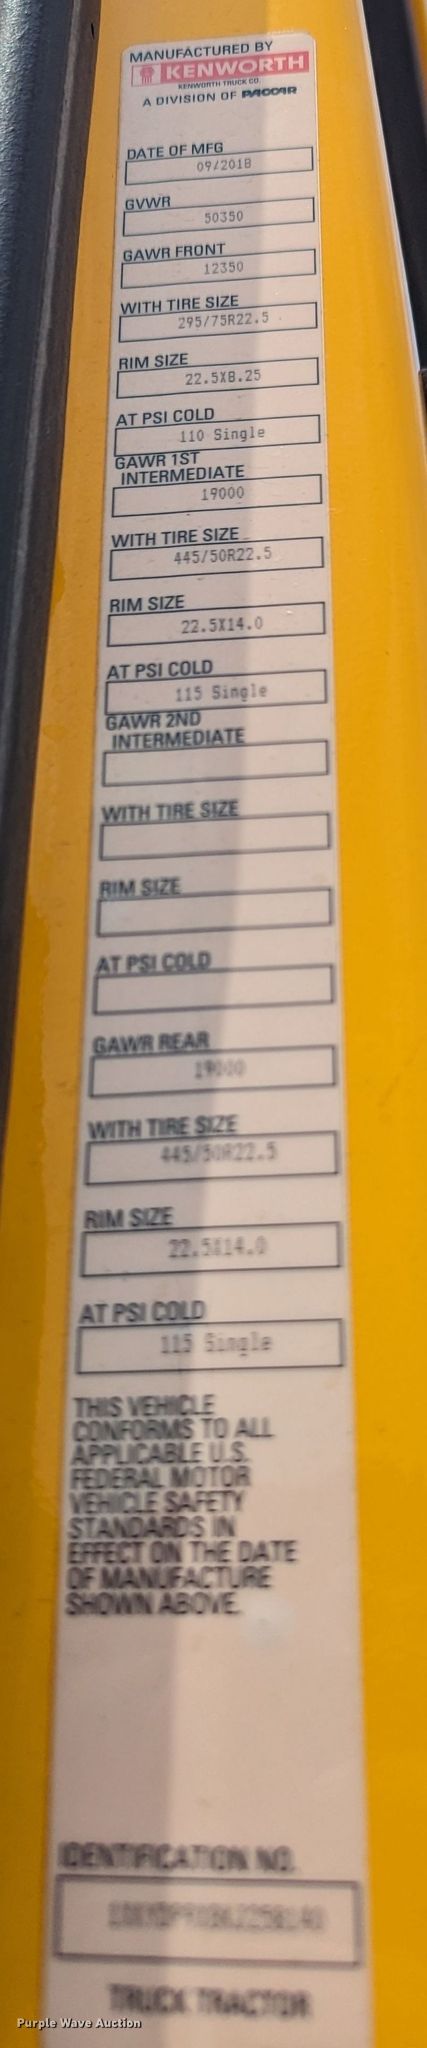 MANUFACTURED BY
KENWORTH
KENWORTH TRUCK CO.
A DIVISION OF PACCAR
DATE OF MFG
09/2018
GVWR
50350
GAWR FRONT
12350
WITH TIRE SIZE
295/75R22.5
RIM SIZE
22.5X8.25
AT PSI COLD
110 Single
GAWR 1ST
INTERMEDIATE
19000
WITH TIRE SIZE
445/50R22.5
RIM SIZE
22.5X14.0
AT PSI COLD
115 Single
GAWR 2ND
INTERMEDIATE
WITH TIRE SIZE
RIM SIZE
AT PSI COLD
GAWR REAR
19000
WITH TIRE SIZE
445/50R22.5
RIM SIZE
22.5X14.0
AT PSI COLD
115 Single
THIS VEHICLE
CONFORMS TO ALL
APPLICABLE U.S.
FEDERAL MOTOR
VEHICLE SAFETY
STANDARDS IN
EFFECT ON THE DATE
OF MANUFACTURE
SHOWN ABOVE.
IDENTIFICATION NO.
TRUCK TRACTOR
Purple Wave Auction